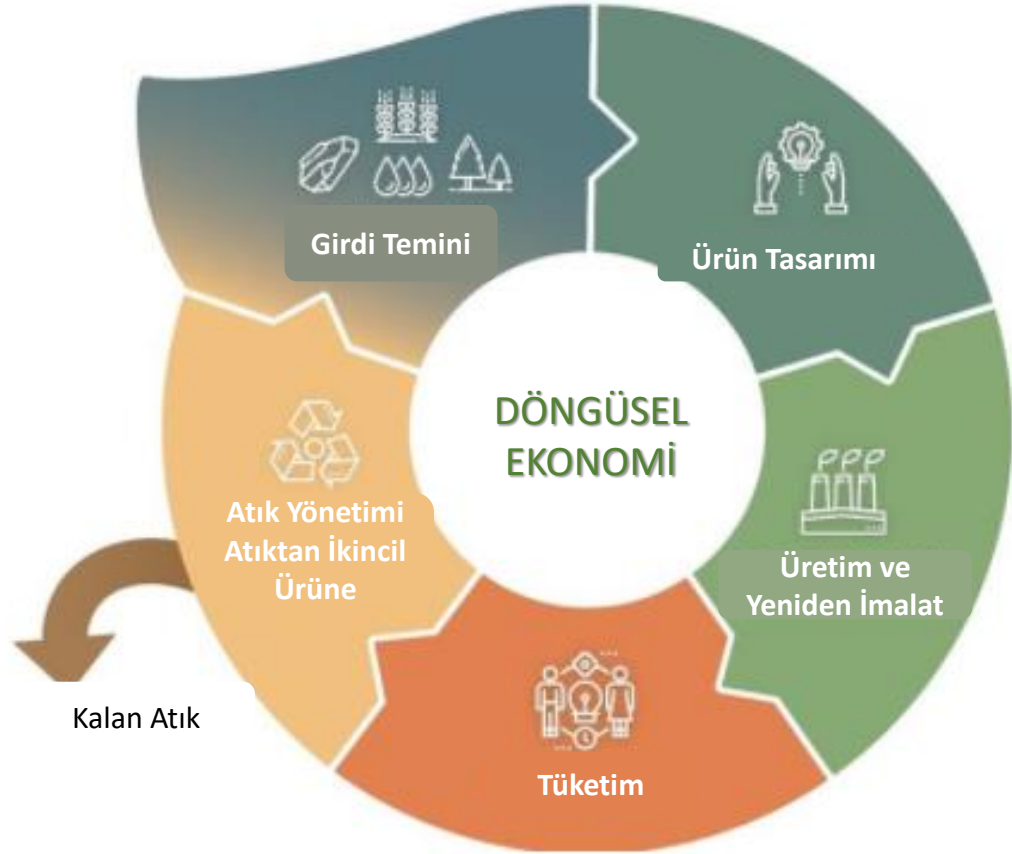 Girdi Temini
Ürün Tasarımı
DÖNGÜSEL
EKONOMİ
Üretim ve
Yeniden İmalat
Tüketim
Atık Yönetimi
Atıktan İkincil
Ürüne
Kalan Atık